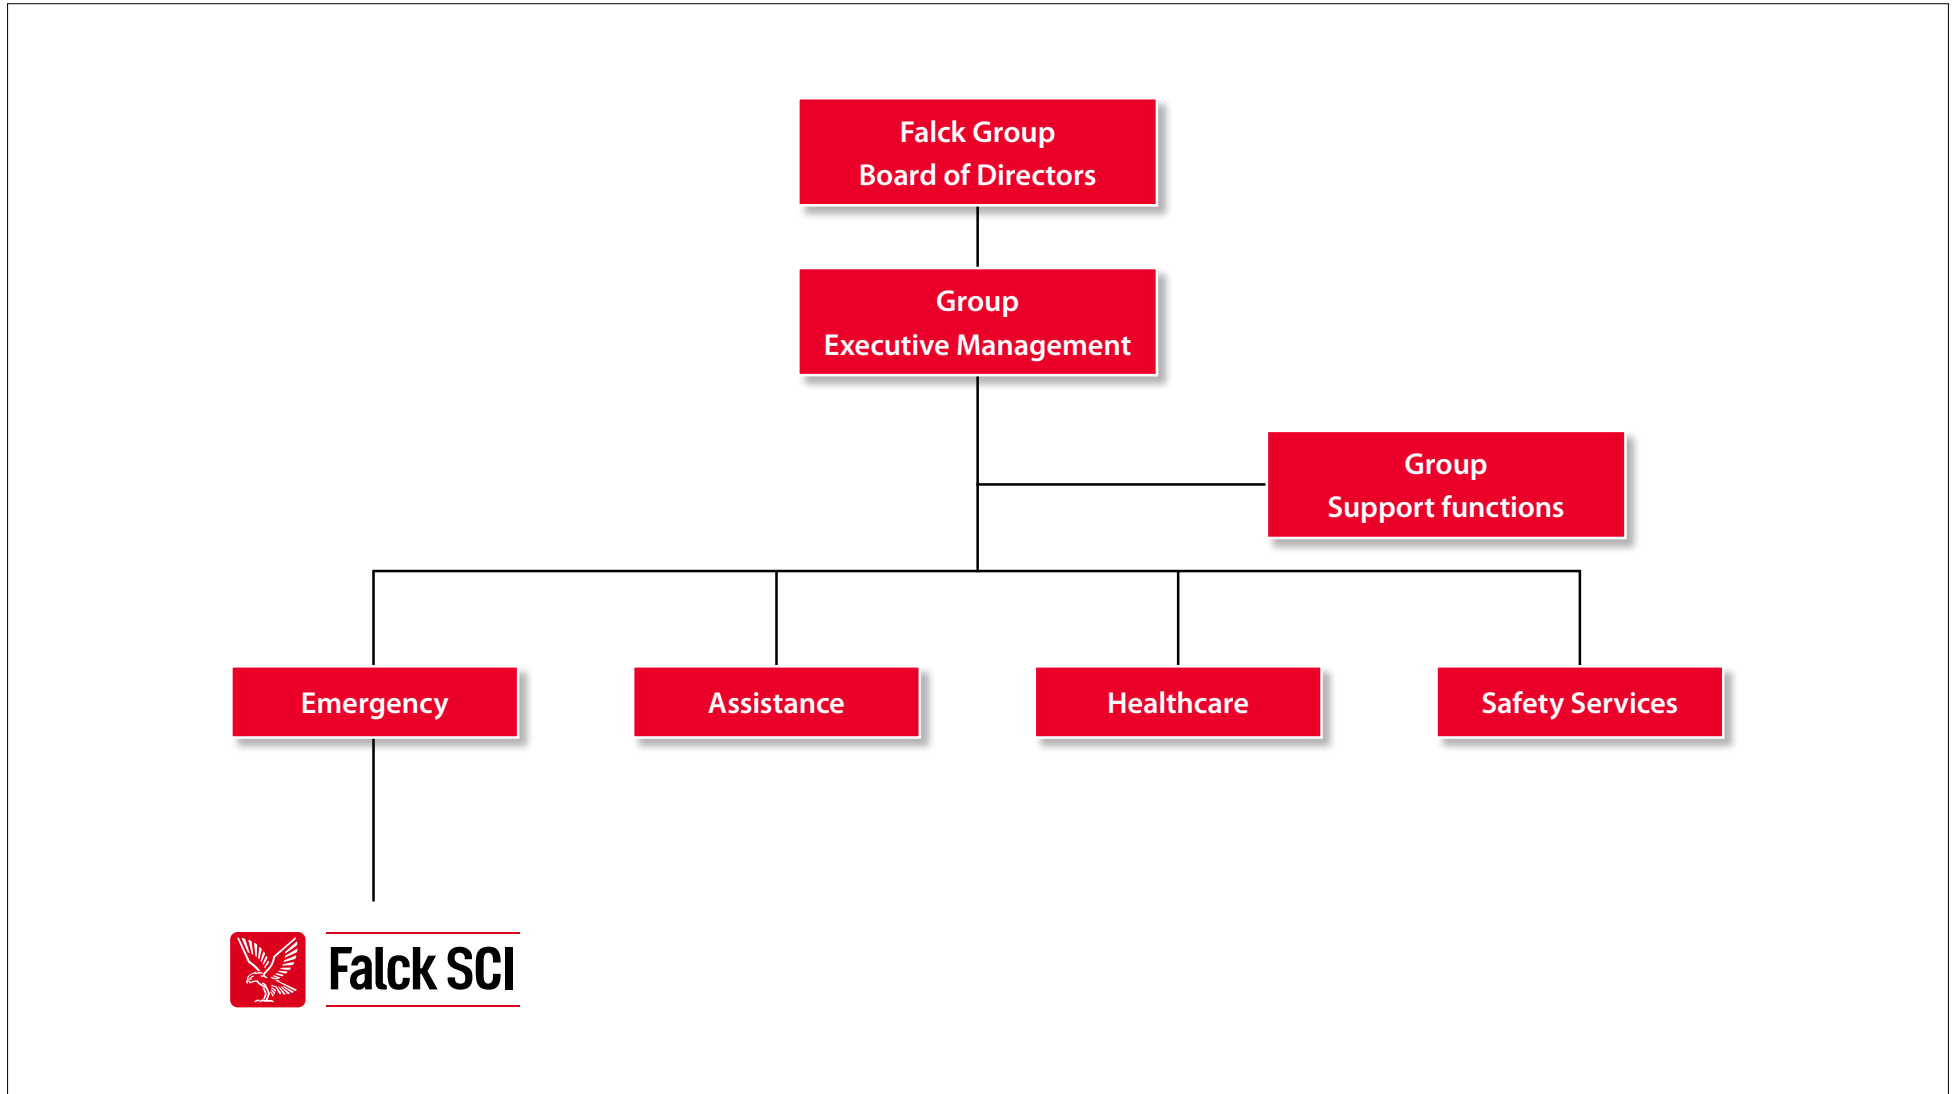 Falck Group
Board of Directors
Group
Executive Management
Group
Support functions
Emergency
Assistance
Healthcare
Safety Services
Falck SCI